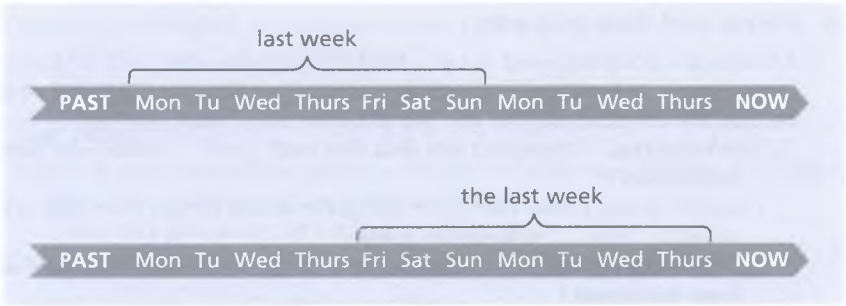 last week
PAST Mon Tu Wed Thurs Fri Sat Sun Mon Tu Wed Thurs NOW
the last week
PAST Mon Tu Wed Thurs Fri Sat Sun Mon Tu Wed Thurs NOW